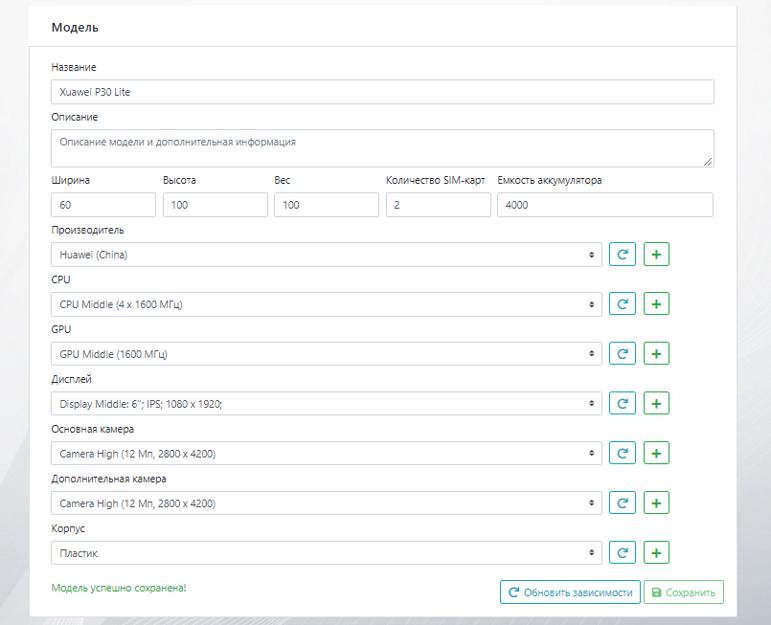 Модель
Название
Xuawei P30 Lite
Описание
Описание модели и дополнительная информация
Ширина Высота Вес Количество SIM-карт Емкость аккумулятора
60 100 100 2 4000
Производитель
Huawei (China)
CPU
CPU Middle (4 x 1600 МГц)
GPU
GPU Middle (1600 МГц)
Дисплей
Display Middle: 6"; IPS; 1080 x 1920;
Основная камера
Camera High (12 Мп, 2800 x 4200)
Дополнительная камера
Camera High (12 Мп, 2800 x 4200)
Корпус
Пластик
Модель успешно сохранена! Обновить зависимости Сохранить